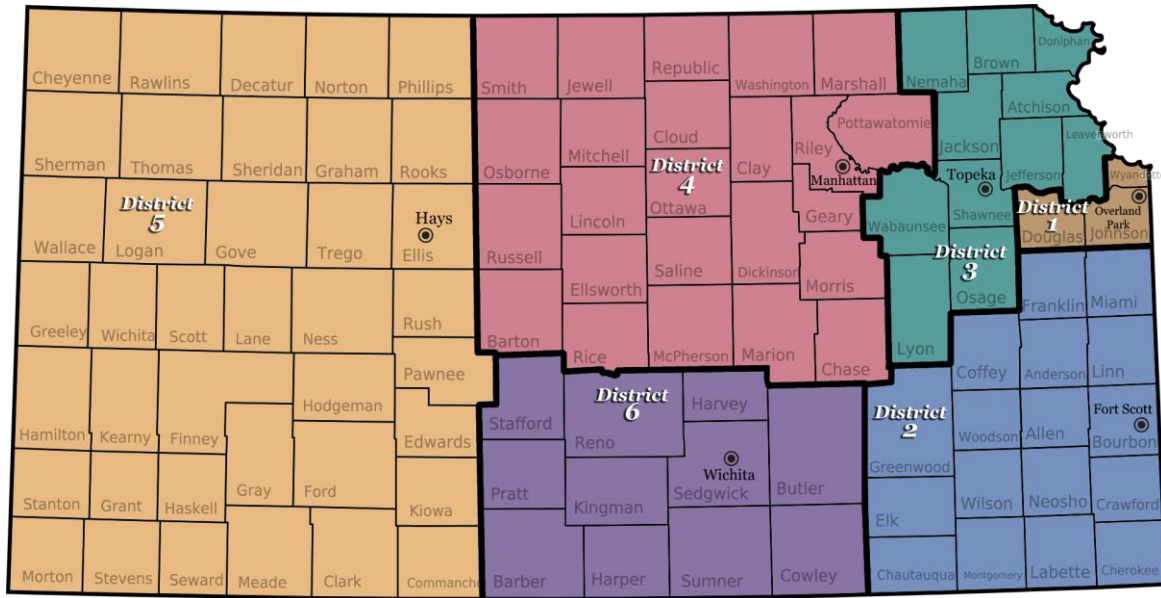 Cheyenne
Rawlins
Decatur
Norton
Phillips
Smith
Jewell
Republic
Washington
Marshall
Nemaha
Brown
Doniphan
Sherman
Thomas
Sheridan
Graham
Rooks
Osborne
Mitchell
Cloud
Clay
Riley
Pottawatomie
Manhattan
Jackson
Atchison
Jefferson
Leavenworth
Wyandotte
District
5
Hays
Wallace
Logan
Gove
Trego
Ellis
Russell
Lincoln
District
4
Ottawa
Saline
Dickinson
Geary
Morris
Wabaunsee
Topeka
Shawnee
District
3
Osage
District
1
Douglas
Overland
Park
Johnson
Greeley
Wichita
Scott
Lane
Ness
Rush
Barton
Ellsworth
Rice
McPherson
Marion
Chase
Lyon
Franklin
Miami
Pawnee
Hodgeman
Hamilton
Kearny
Finney
Edwards
Stafford
District
6
Reno
Harvey
District
2
Greenwood
Coffey
Anderson
Linn
Woodson
Allen
Fort Scott
Bourbon
Stanton
Grant
Haskell
Gray
Ford
Kiowa
Pratt
Kingman
Wichita
Sedgwick
Butler
Elk
Wilson
Neosho
Crawford
Morton
Stevens
Seward
Meade
Clark
Commanche
Barber
Harper
Sumner
Cowley
Chautauqua
Montgomery
Labette
Cherokee